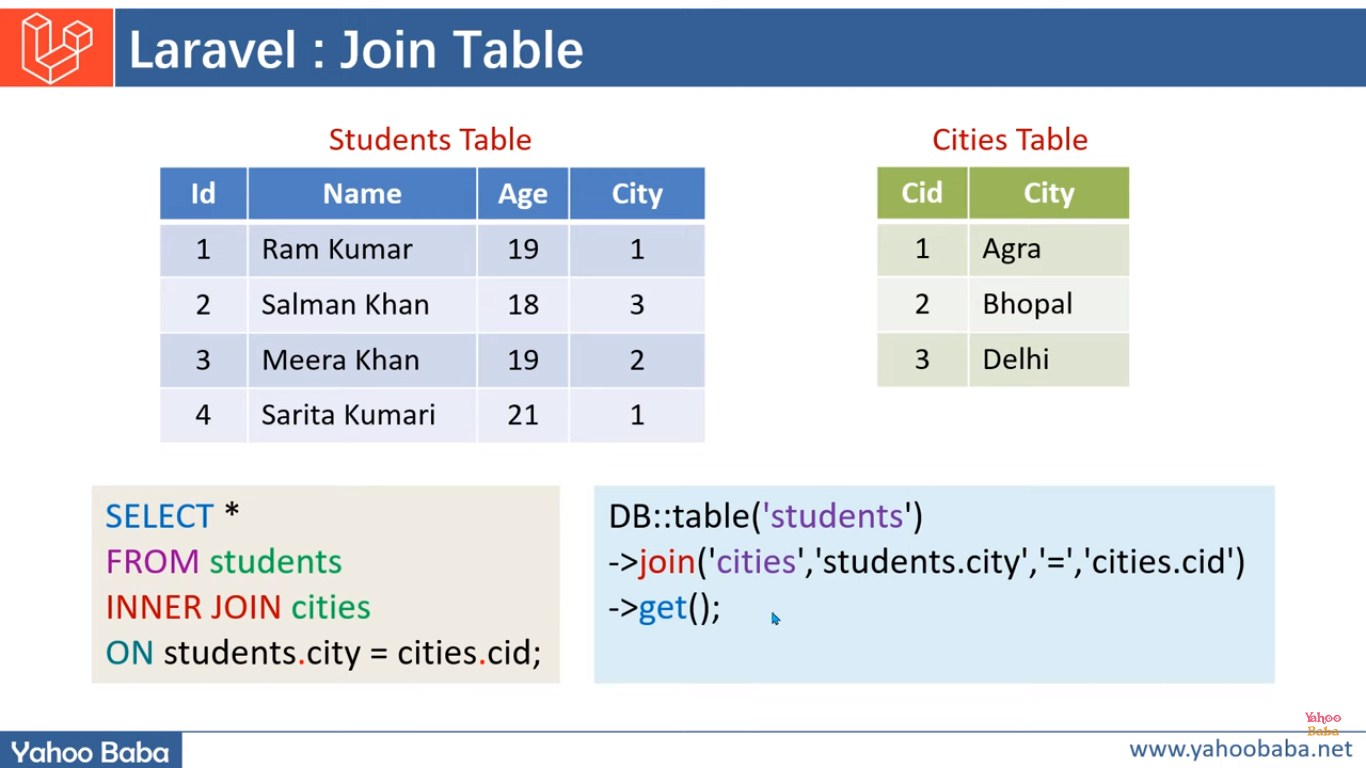 Laravel : Join Table
Students Table
Id Name Age City
1 Ram Kumar 19 1
2 Salman Khan 18 3
3 Meera Khan 19 2
4 Sarita Kumari 21 1
Cities Table
Cid City
1 Agra
2 Bhopal
3 Delhi
SELECT *
FROM students
INNER JOIN cities
ON students.city = cities.cid;
DB::table('students')
->join('cities','students.city','=','cities.cid')
->get();
Yahoo
Baba
Yahoo Baba
www.yahoobaba.net